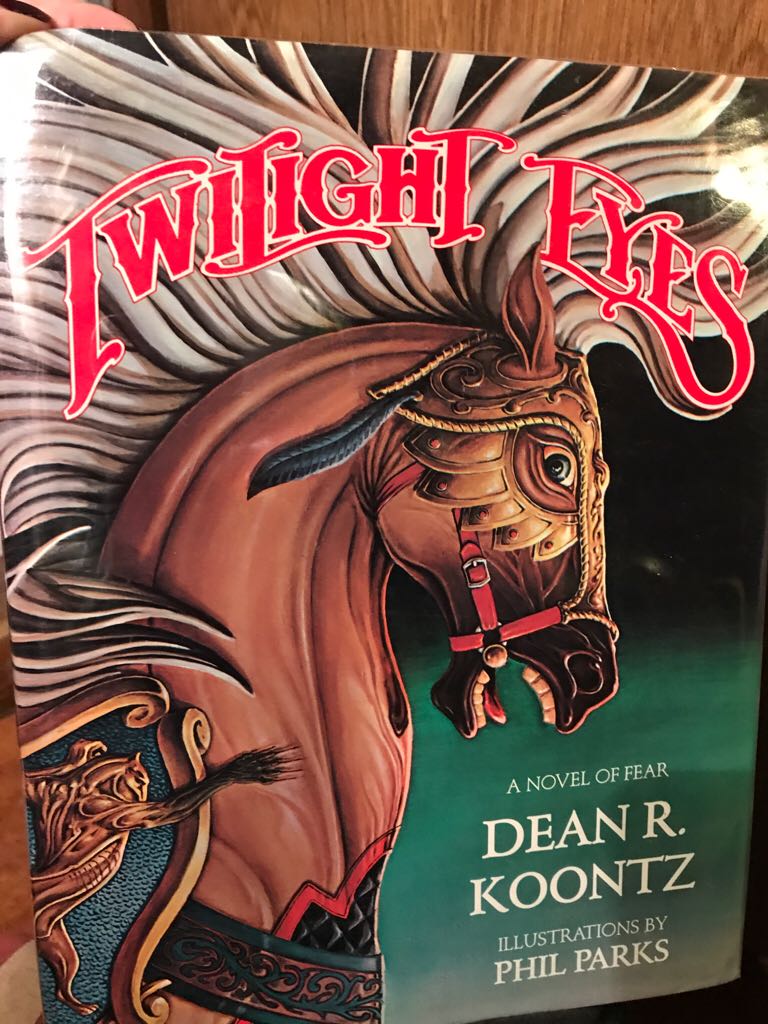 TWILIGHT EYES
A NOVEL OF FEAR
DEAN R.
KOONTZ
ILLUSTRATIONS BY
PHIL PARKS